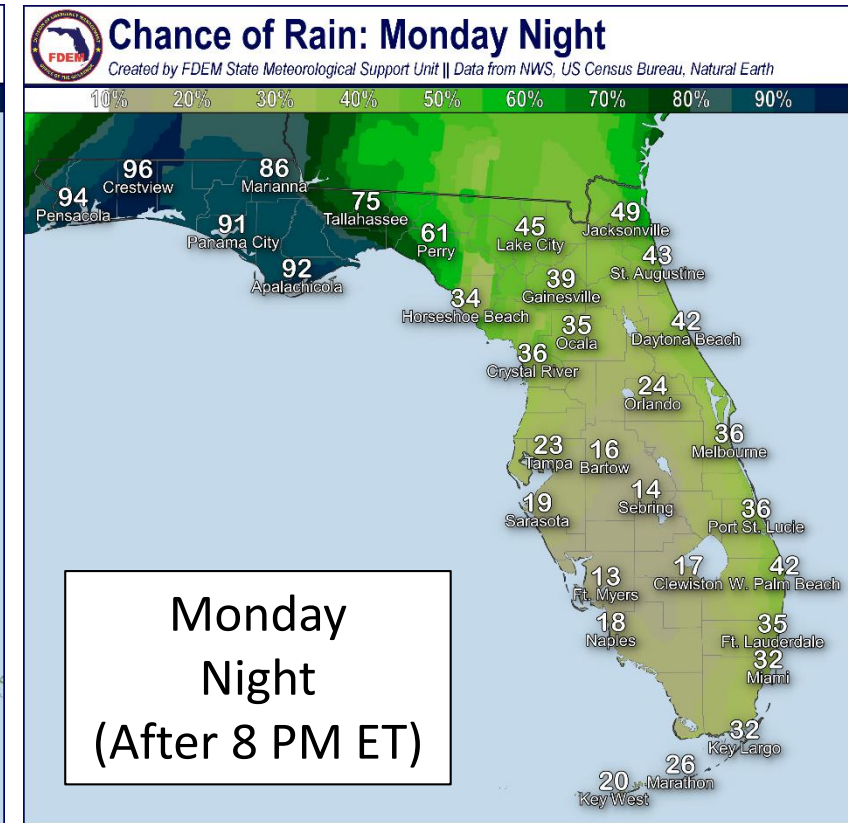 FDEM
Chance of Rain: Monday Night
Created by FDEM State Meteorological Support Unit || Data from NWS, US Census Bureau, Natural Earth
10% 20% 30% 40% 50% 60% 70% 80% 90%
96
Crestview
86
Marianna
94
Pensacola
75
Tallahassee
91
Panama City
61
Perry
45
Lake City
49
Jacksonville
92
Apalachicola
43
St. Augustine
39
Gainesville
34
Horseshoe Beach
35
Ocala
42
Daytona Beach
36
Crystal River
24
Orlando
23
Tampa
16
Bartow
36
Melbourne
14
Sebring
19
Sarasota
36
Port St. Lucie
13
Ft. Myers
17
Clewiston
42
W. Palm Beach
18
Naples
35
Ft. Lauderdale
32
Miami
32
Key Largo
26
Marathon
20
Key West
Monday
Night
(After 8 PM ET)